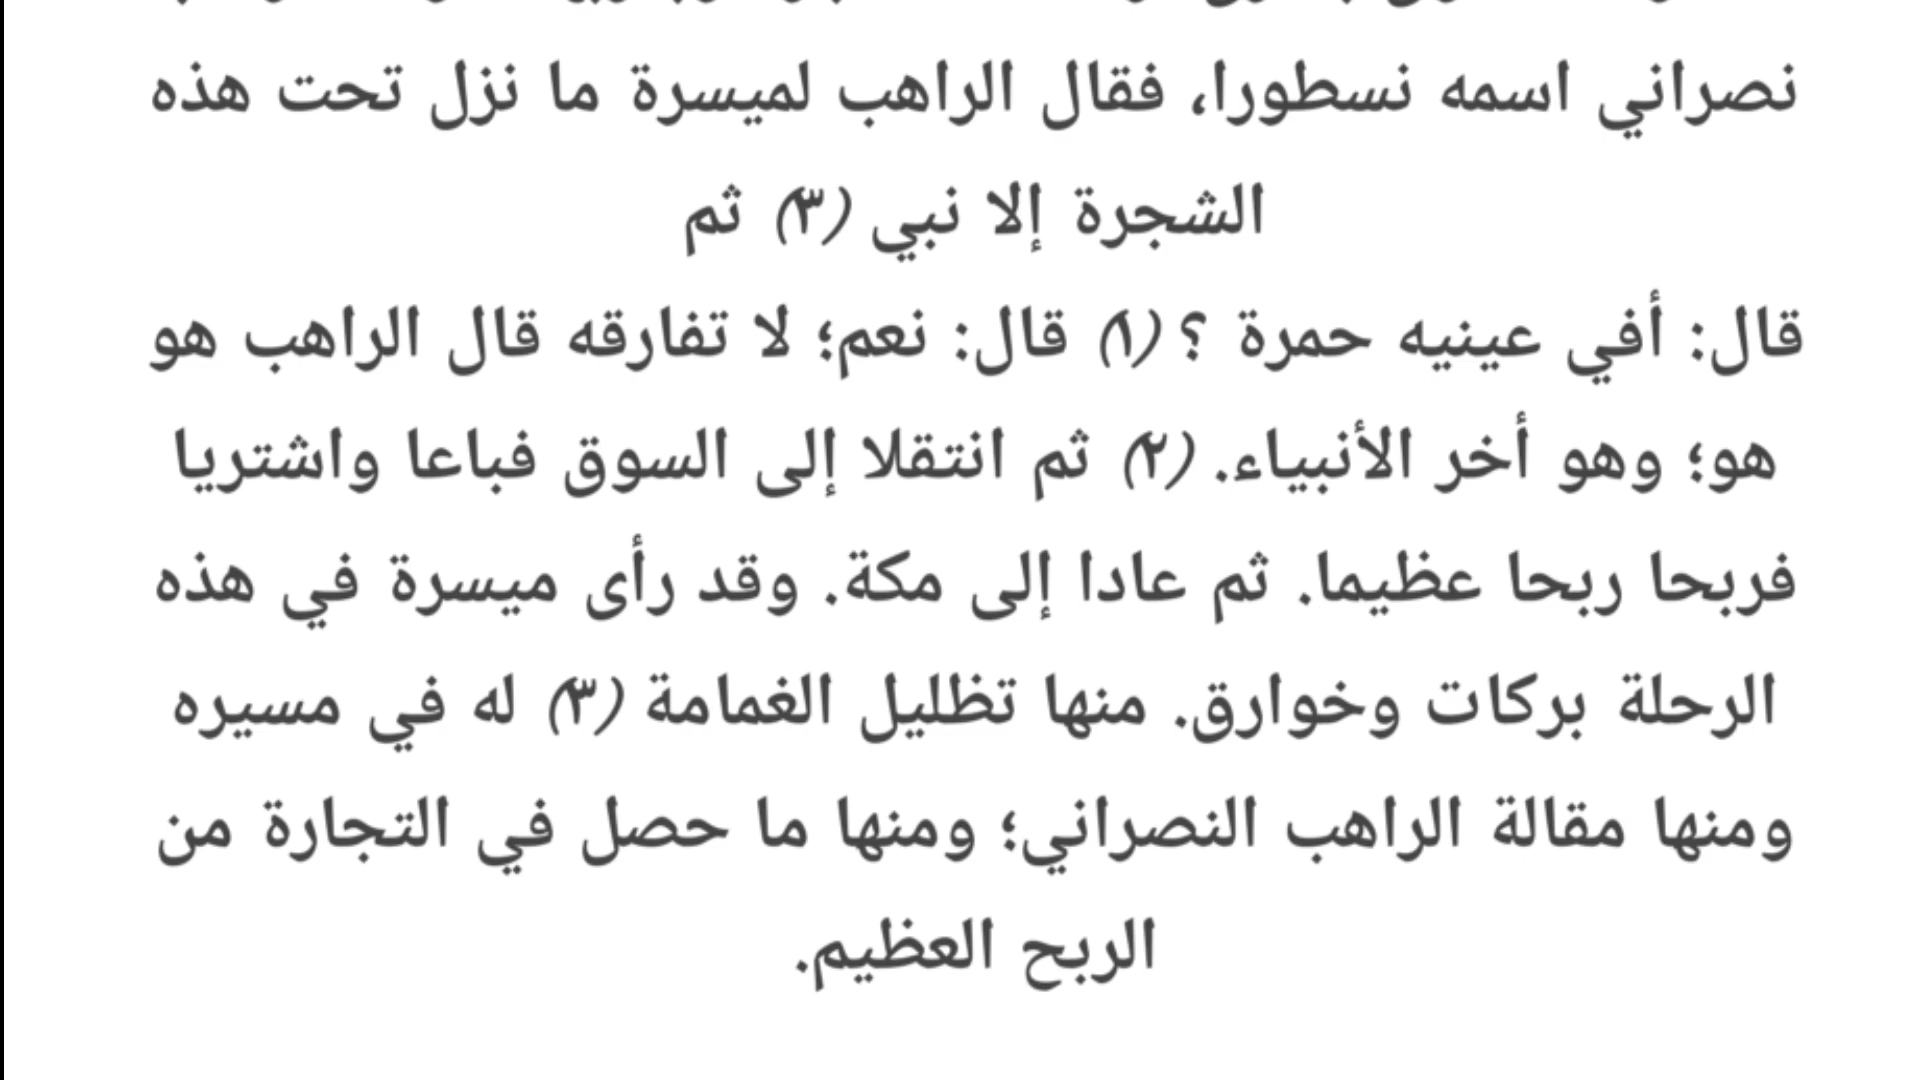 نصراني اسمه نسطورا، فقال الراهب لميسرة ما نزل تحت هذه
الشجرة إلا نبي (٣) ثم
قال: أفي عينيه حمرة ؟ (١) قال: نعم؛ لا تفارقه قال الراهب هو
هو؛ وهو أخر الأنبياء. (٢) ثم انتقلا إلى السوق فباعا واشتريا
فربحا ربحا عظيما. ثم عادا إلى مكة. وقد رأى ميسرة في هذه
الرحلة بركات وخوارق. منها تظليل الغمامة (٣) له في مسيره
ومنها مقالة الراهب النصراني؛ ومنها ما حصل في التجارة من
الربح العظيم.